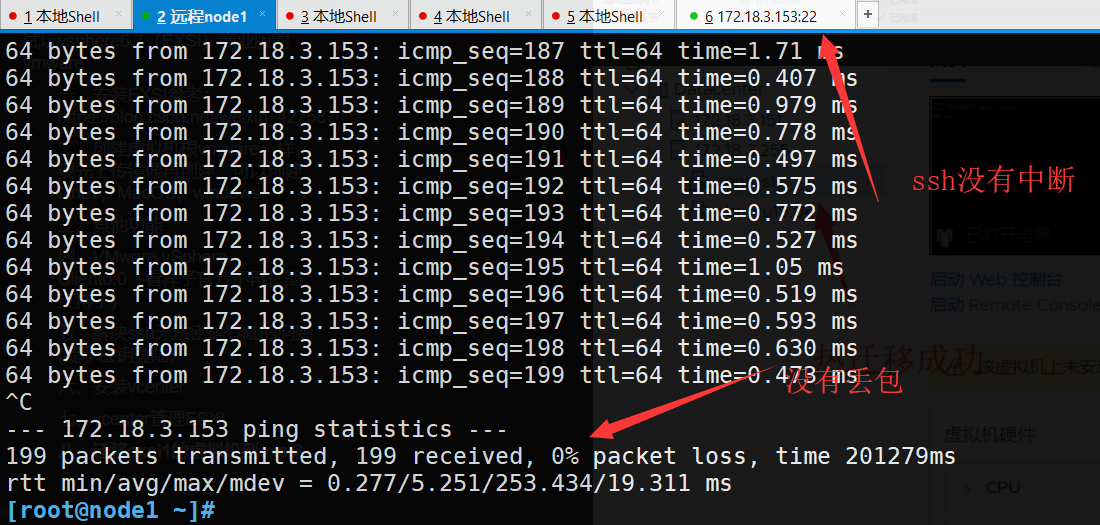 1 本地Shell
2 远程node1
3 本地Shell
4 本地Shell
5 本地Shell
6 172.18.3.153:22
64 bytes from 172.18.3.153: icmp_seq=187 ttl=64 time=1.71 ms
64 bytes from 172.18.3.153: icmp_seq=188 ttl=64 time=0.407 ms
64 bytes from 172.18.3.153: icmp_seq=189 ttl=64 time=0.979 ms
64 bytes from 172.18.3.153: icmp_seq=190 ttl=64 time=0.778 ms
64 bytes from 172.18.3.153: icmp_seq=191 ttl=64 time=0.497 ms
64 bytes from 172.18.3.153: icmp_seq=192 ttl=64 time=0.575 ms
64 bytes from 172.18.3.153: icmp_seq=193 ttl=64 time=0.772 ms
64 bytes from 172.18.3.153: icmp_seq=194 ttl=64 time=0.527 ms
64 bytes from 172.18.3.153: icmp_seq=195 ttl=64 time=1.05 ms
64 bytes from 172.18.3.153: icmp_seq=196 ttl=64 time=0.519 ms
64 bytes from 172.18.3.153: icmp_seq=197 ttl=64 time=0.593 ms
64 bytes from 172.18.3.153: icmp_seq=198 ttl=64 time=0.630 ms
64 bytes from 172.18.3.153: icmp_seq=199 ttl=64 time=0.473 ms
^C
--- 172.18.3.153 ping statistics ---
199 packets transmitted, 199 received, 0% packet loss, time 201279ms
rtt min/avg/max/mdev = 0.277/5.251/253.434/19.311 ms
[root@node1 ~]#
ssh没有中断
没有丢包
已打开电源
启动 Web 控制台
启动 Remote Console
迁移成功
该虚拟机上未安
虚拟机硬件
CPU